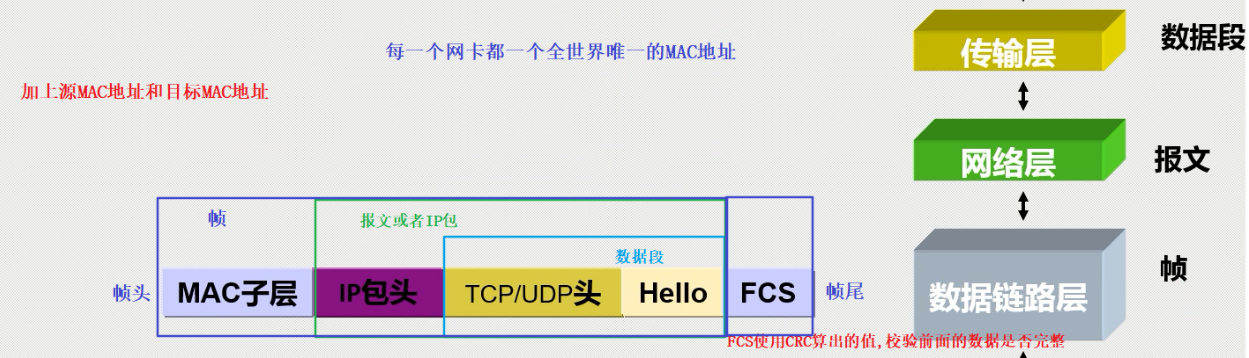 传输层
数据段
每一个网卡都一个全世界唯一的MAC地址
加上源MAC地址和目标MAC地址
网络层
报文
帧
报文或者IP包
数据段
帧
帧头
MAC子层
IP包头
TCP/UDP头
Hello
FCS
帧尾
数据链路层
FCS使用CRC算出的值,校验前面的数据是否完整